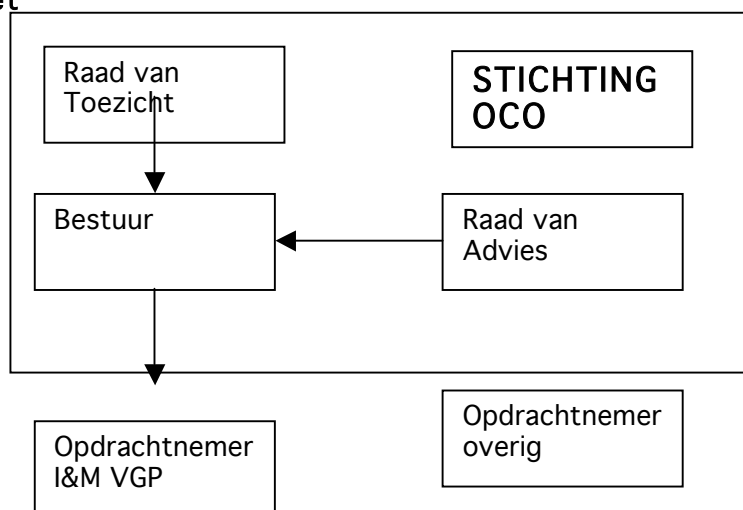 Raad van
Toezicht
STICHTING
OCO
Bestuur
Raad van
Advies
Opdrachtnemer
overig
Opdrachtnemer
I&M VGP